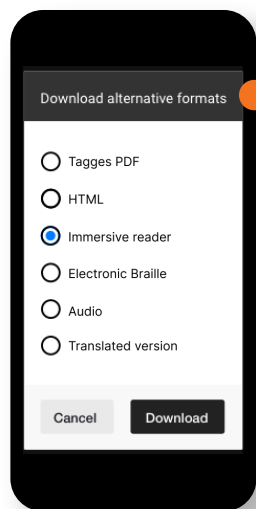 Download alternative formats
Tagges PDF
HTML
Immersive reader
Electronic Braille
Audio
Translated version
Cancel Download